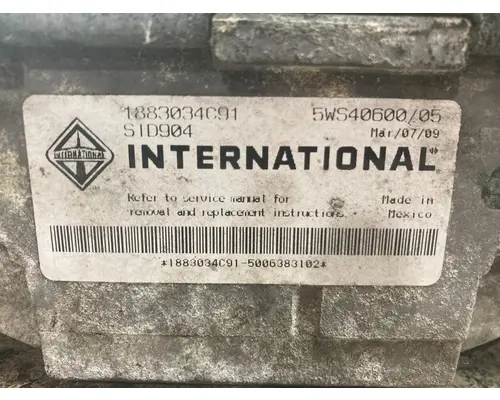 1883034C91 5WS40600/05
SID904 Mar/07/09
INTERNATIONAL®
INTERNATIONAL
Refer to service manual for Made in
removal and replacement instructions. Mexico
*1883034C91-5006383102*